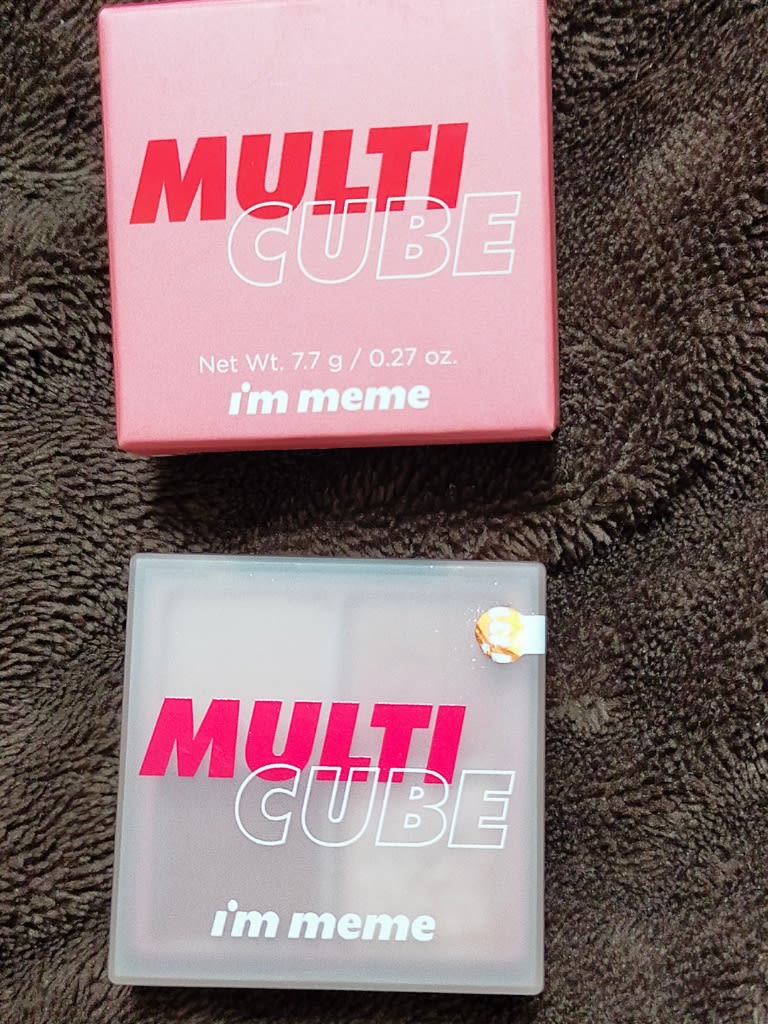 MULTI
CUBE
Net Wt. 7.7 g / 0.27 oz.
i'm meme
MULTI
CUBE
i'm meme